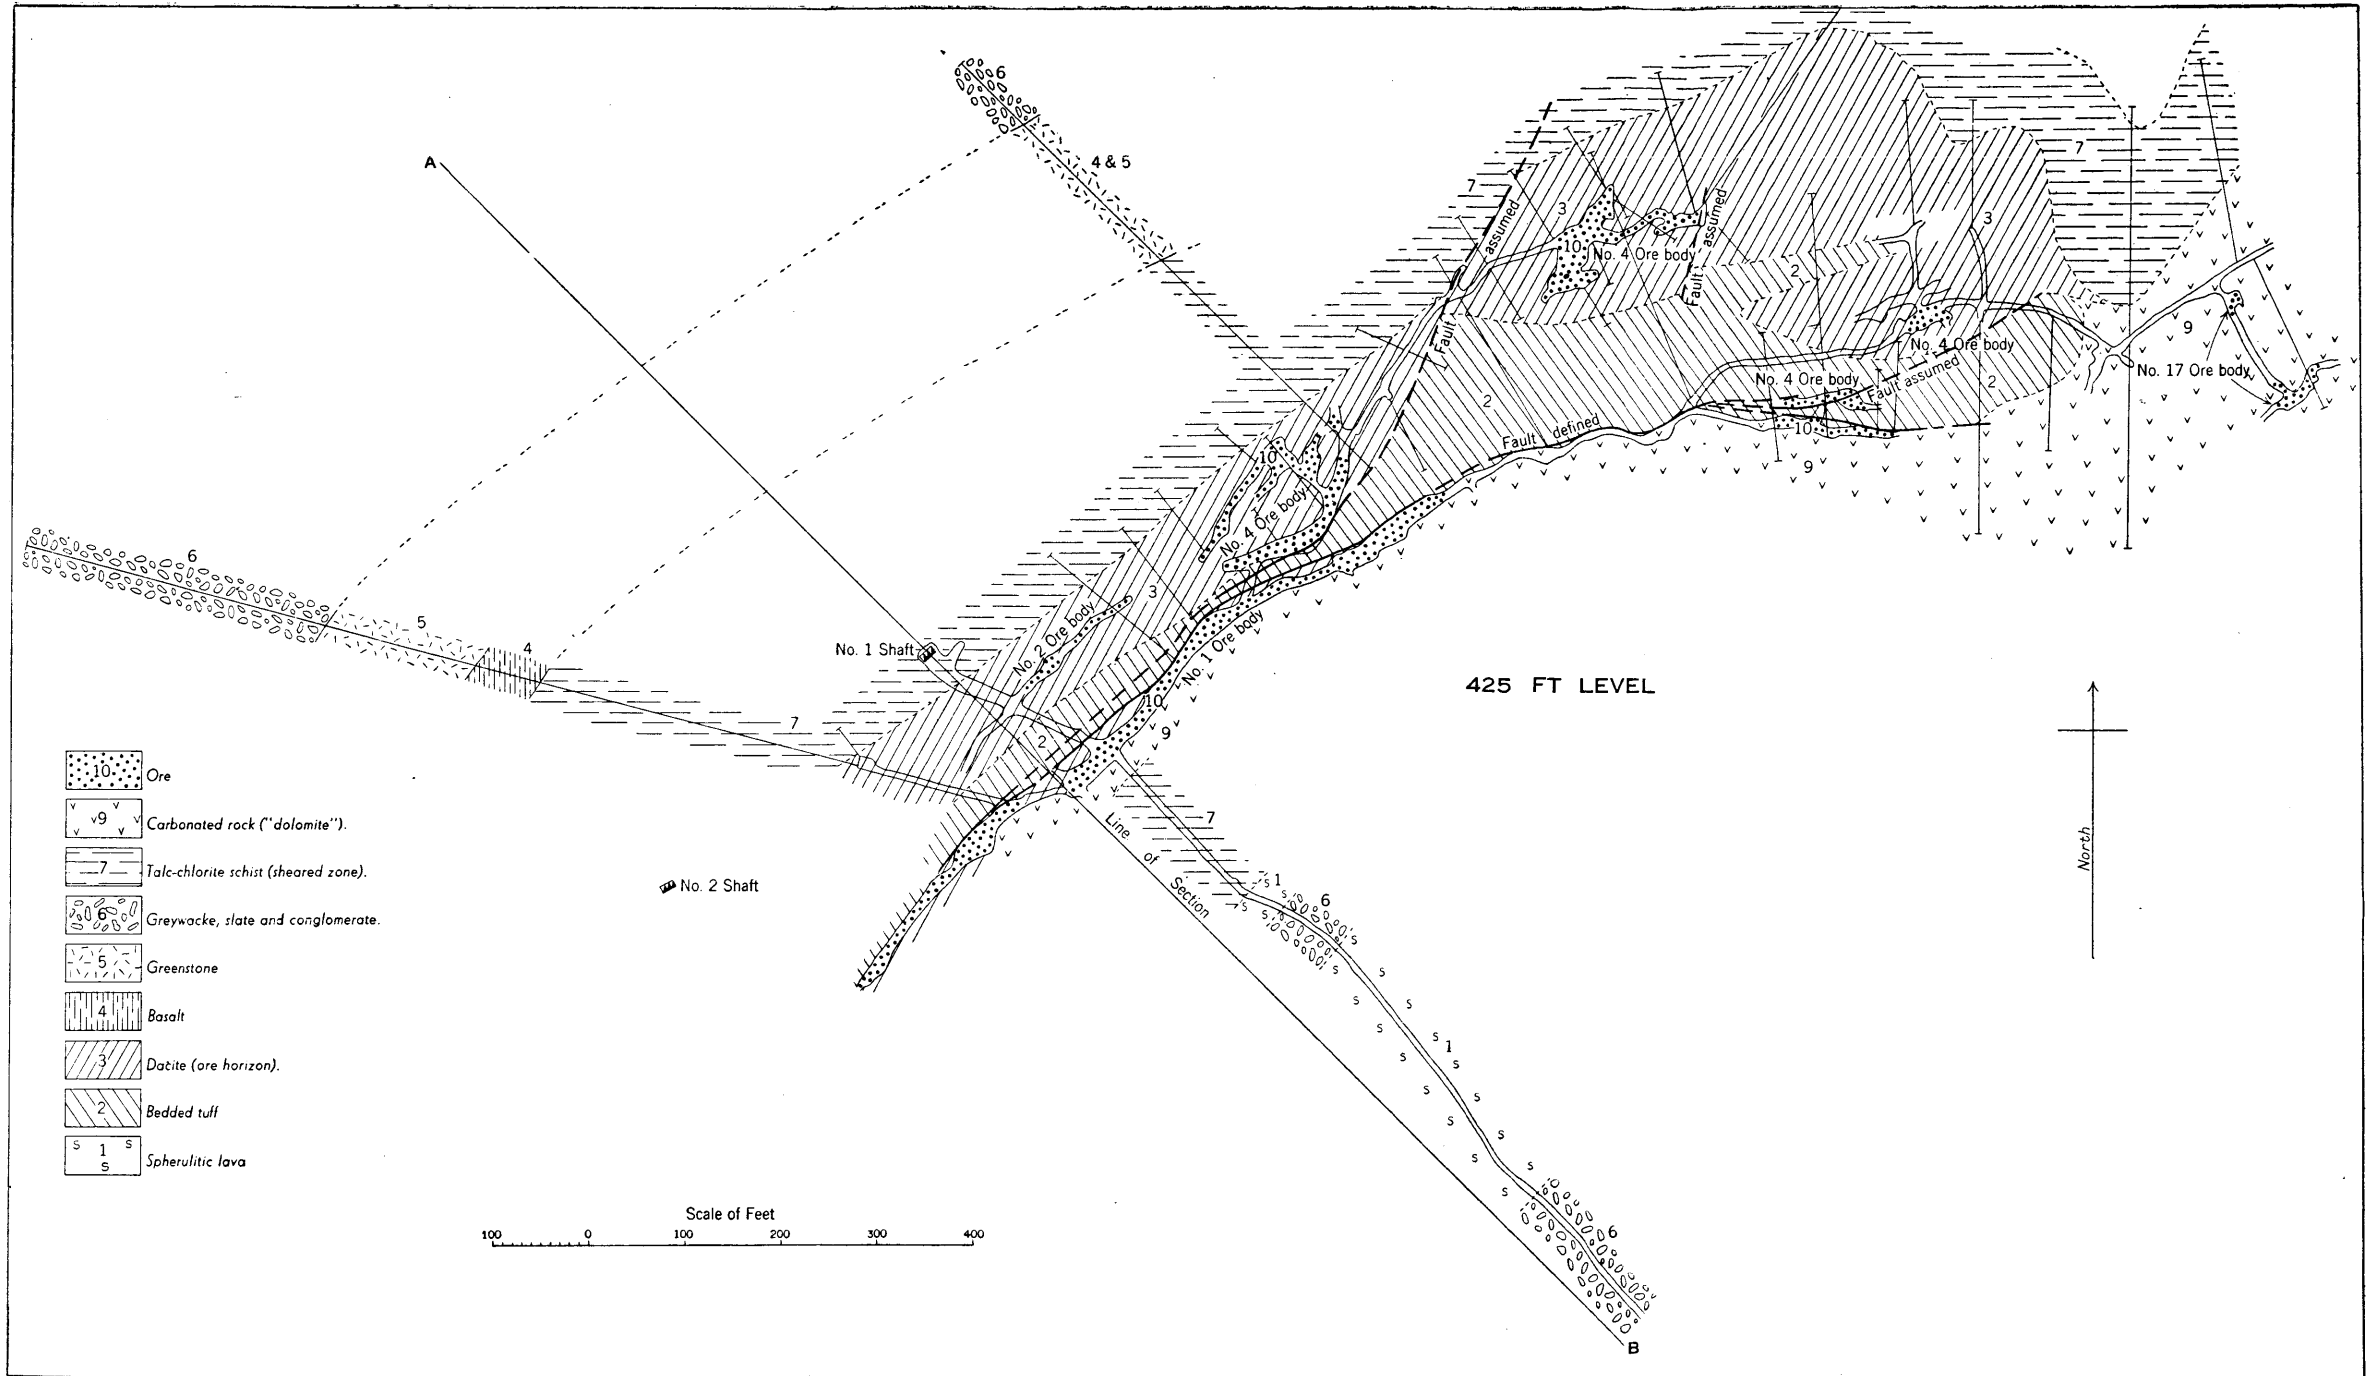 6
4 & 5
A
7
3
10
No. 4 Ore body
Fault assumed
Fault assumed
2
3
7
9
No. 4 Ore body
No. 17 Ore body
No. 4 Ore body
Fault assumed
2
2
Fault defined
10
9
10
No. 4 Ore body
6
5
4
3
No. 2 Ore body
No. 1 Shaft
No. 1 Ore body
10
9
2
7
425 FT LEVEL
North
7
Line of Section
1
6
No. 2 Shaft
s
1
6
B
10 Ore
9 Carbonated rock ("dolomite").
7 Talc-chlorite schist (sheared zone).
6 Greywacke, slate and conglomerate.
5 Greenstone
4 Basalt
3 Dacite (ore horizon).
2 Bedded tuff
s 1 s s Spherulitic lava
Scale of Feet
100 0 100 200 300 400